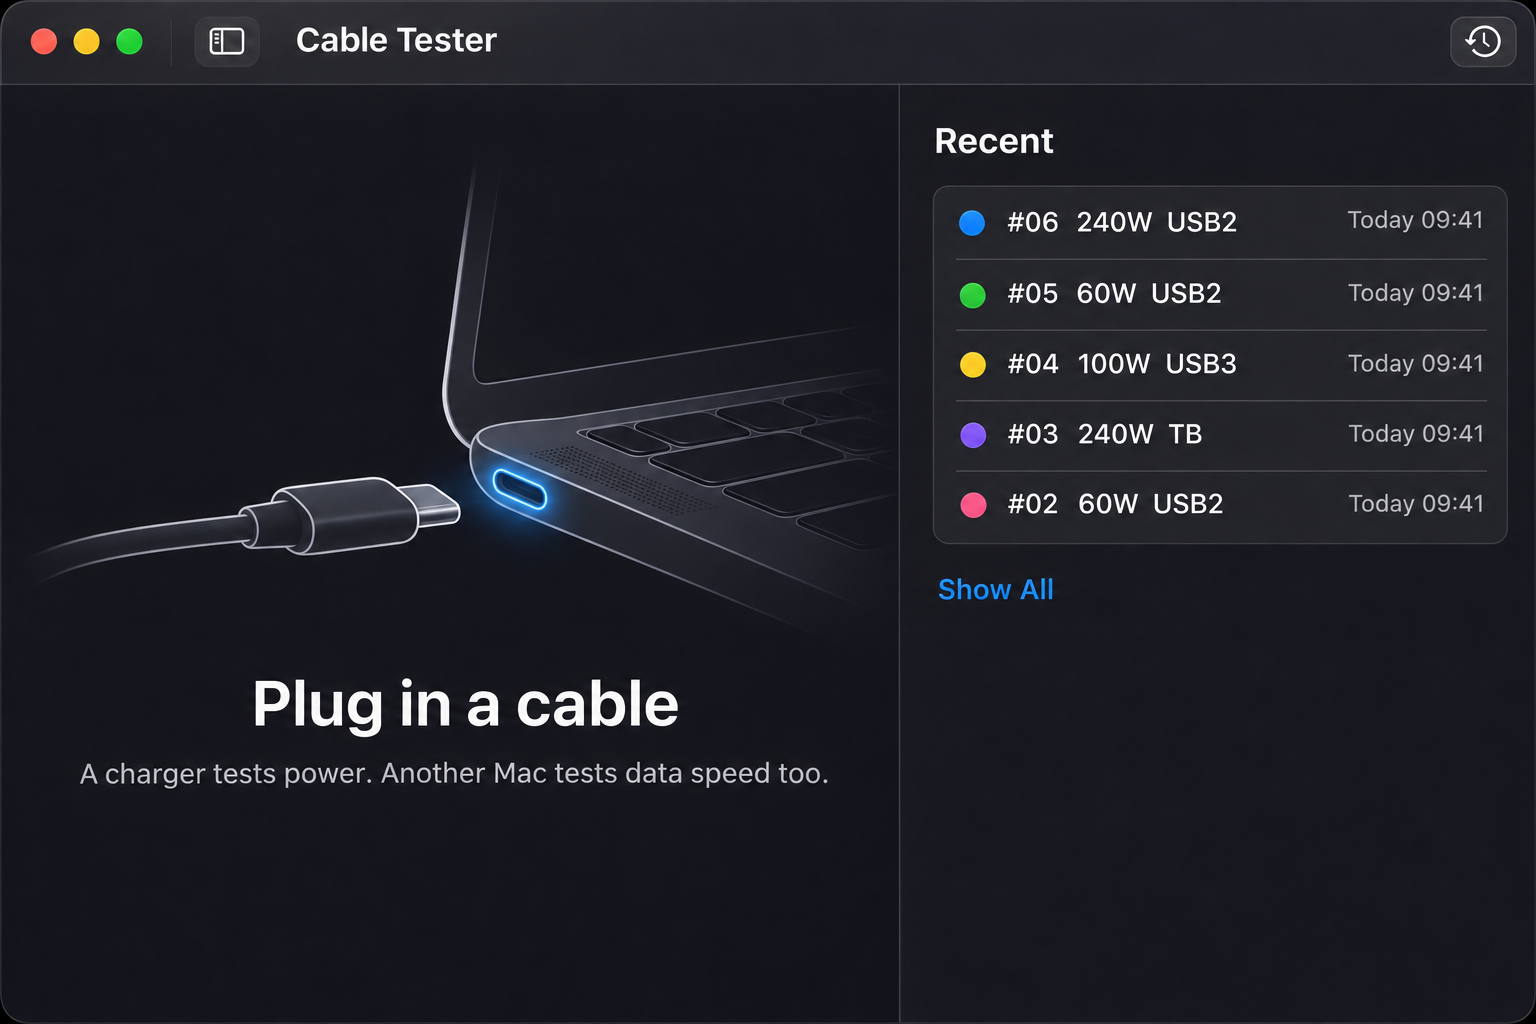 Cable Tester
Recent
#06 240W USB2 Today 09:41
#05 60W USB2 Today 09:41
#04 100W USB3 Today 09:41
#03 240W TB Today 09:41
#02 60W USB2 Today 09:41
Show All
Plug in a cable
A charger tests power. Another Mac tests data speed too.